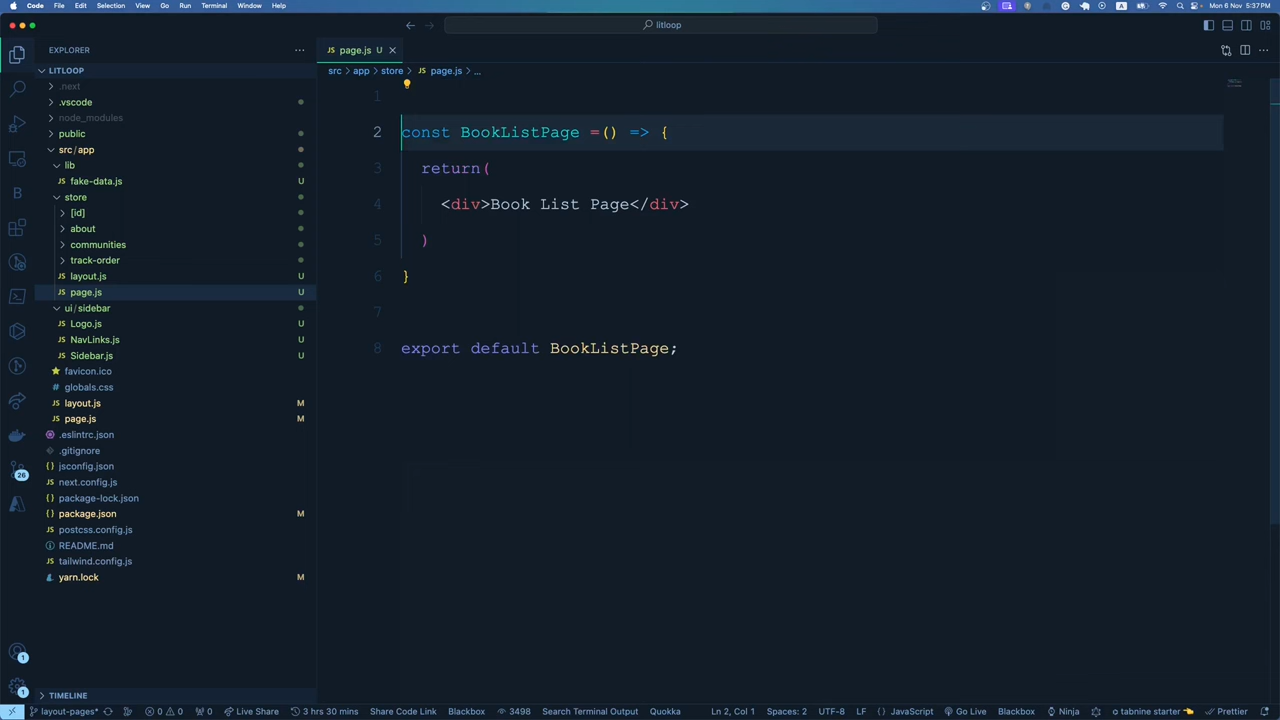 Code File Edit Selection View Go Run Terminal Window Help
A
Mon 6 Nov 5:37PM
litloop
EXPLORER
page.js U
LITLOOP
src app store page.js ...
.next
.vscode
node_modules
public
src/app
lib
fake-data.js U
store
[id]
about
communities
track-order
layout.js U
page.js U
ui/sidebar
Logo.js U
NavLinks.js U
Sidebar.js U
favicon.ico
globals.css
layout.js M
page.js M
.eslintrc.json
.gitignore
jsconfig.json
next.config.js
package-lock.json
package.json M
postcss.config.js
README.md
tailwind.config.js
yarn.lock M
TIMELINE
B
26
1
1
1
2 const BookListPage =() => {
3 return(
4 <div>Book List Page</div>
5 )
6 }
7
8 export default BookListPage;
layout-pages* 0 0 0 Live Share 3 hrs 30 mins Share Code Link Blackbox 3498 Search Terminal Output Quokka Ln 2, Col 1 Spaces: 2 UTF-8 LF { } JavaScript Go Live Blackbox Ninja tabnine starter Prettier